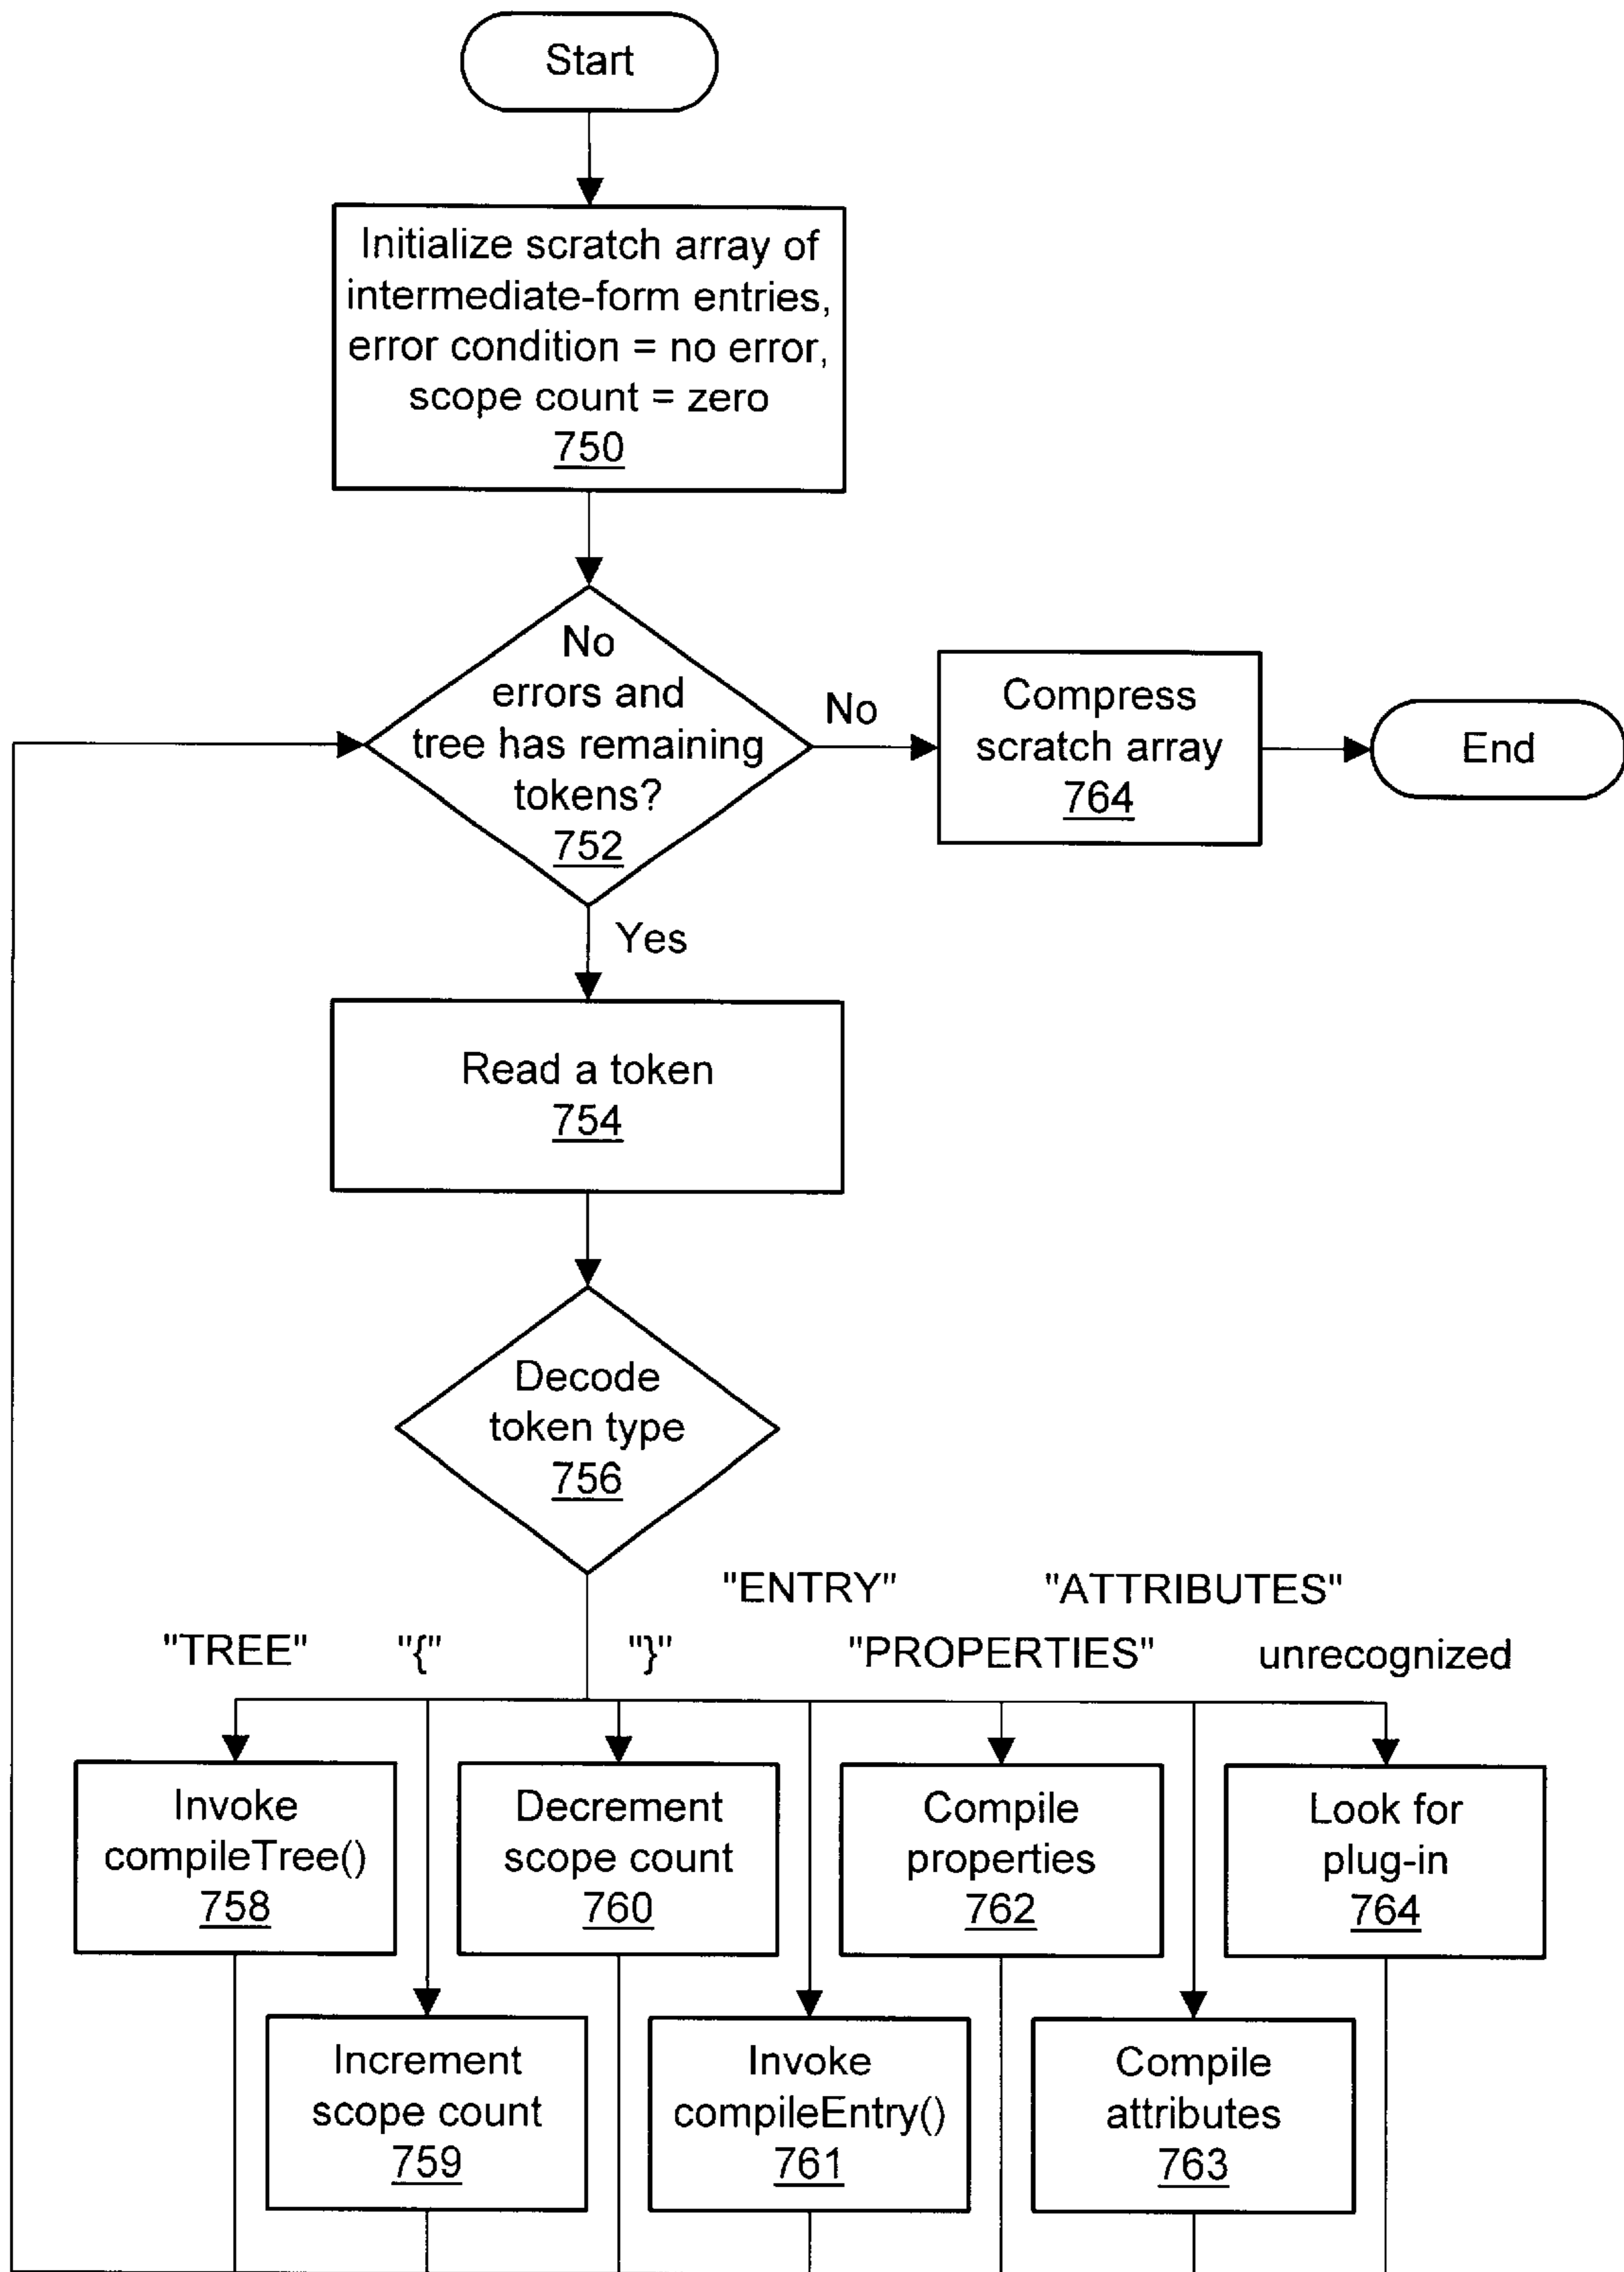 Start
Initialize scratch array of
intermediate-form entries,
error condition = no error,
scope count = zero
750
No
errors and
tree has remaining
tokens?
752
No
Compress
scratch array
764
End
Yes
Read a token
754
Decode
token type
756
"ENTRY"
"ATTRIBUTES"
"TREE"
"{"
"}"
"PROPERTIES"
unrecognized
Invoke
compileTree()
758
Decrement
scope count
760
Compile
properties
762
Look for
plug-in
764
Increment
scope count
759
Invoke
compileEntry()
761
Compile
attributes
763